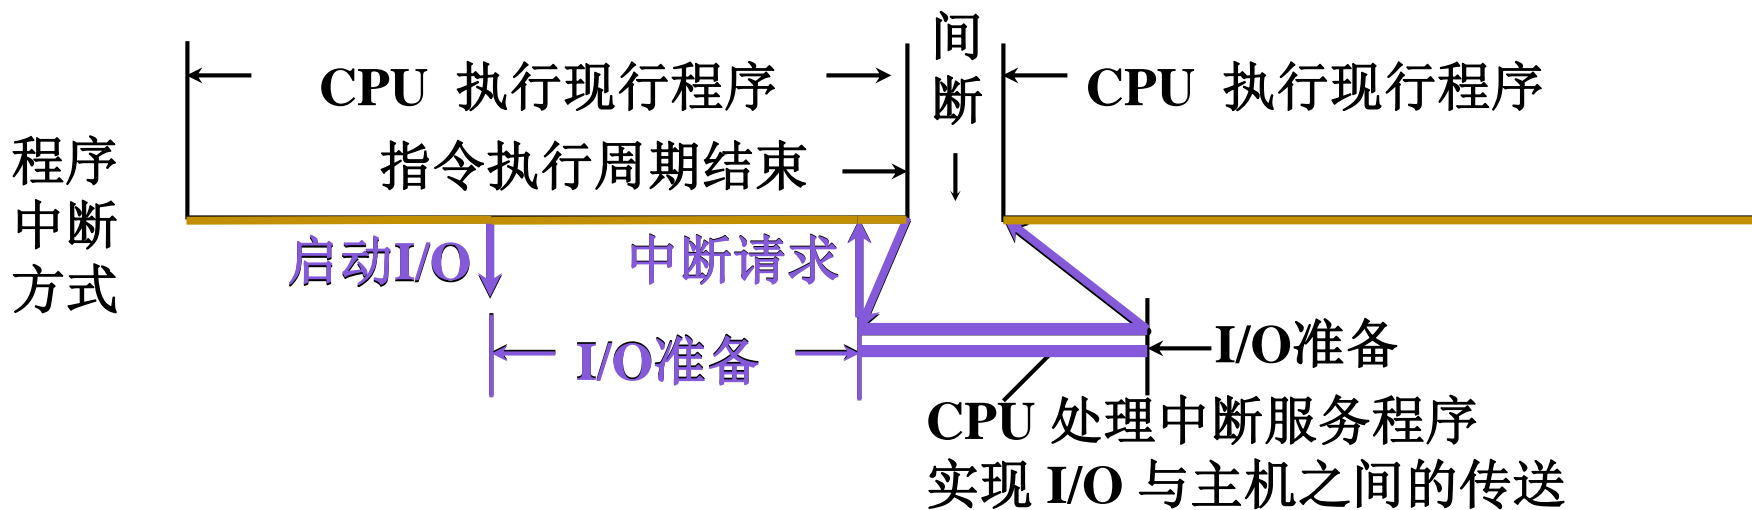 间
断
CPU 执行现行程序
CPU 执行现行程序
指令执行周期结束
程序
中断
方式
启动I/O
中断请求
I/O准备
I/O准备
CPU 处理中断服务程序
实现 I/O 与主机之间的传送